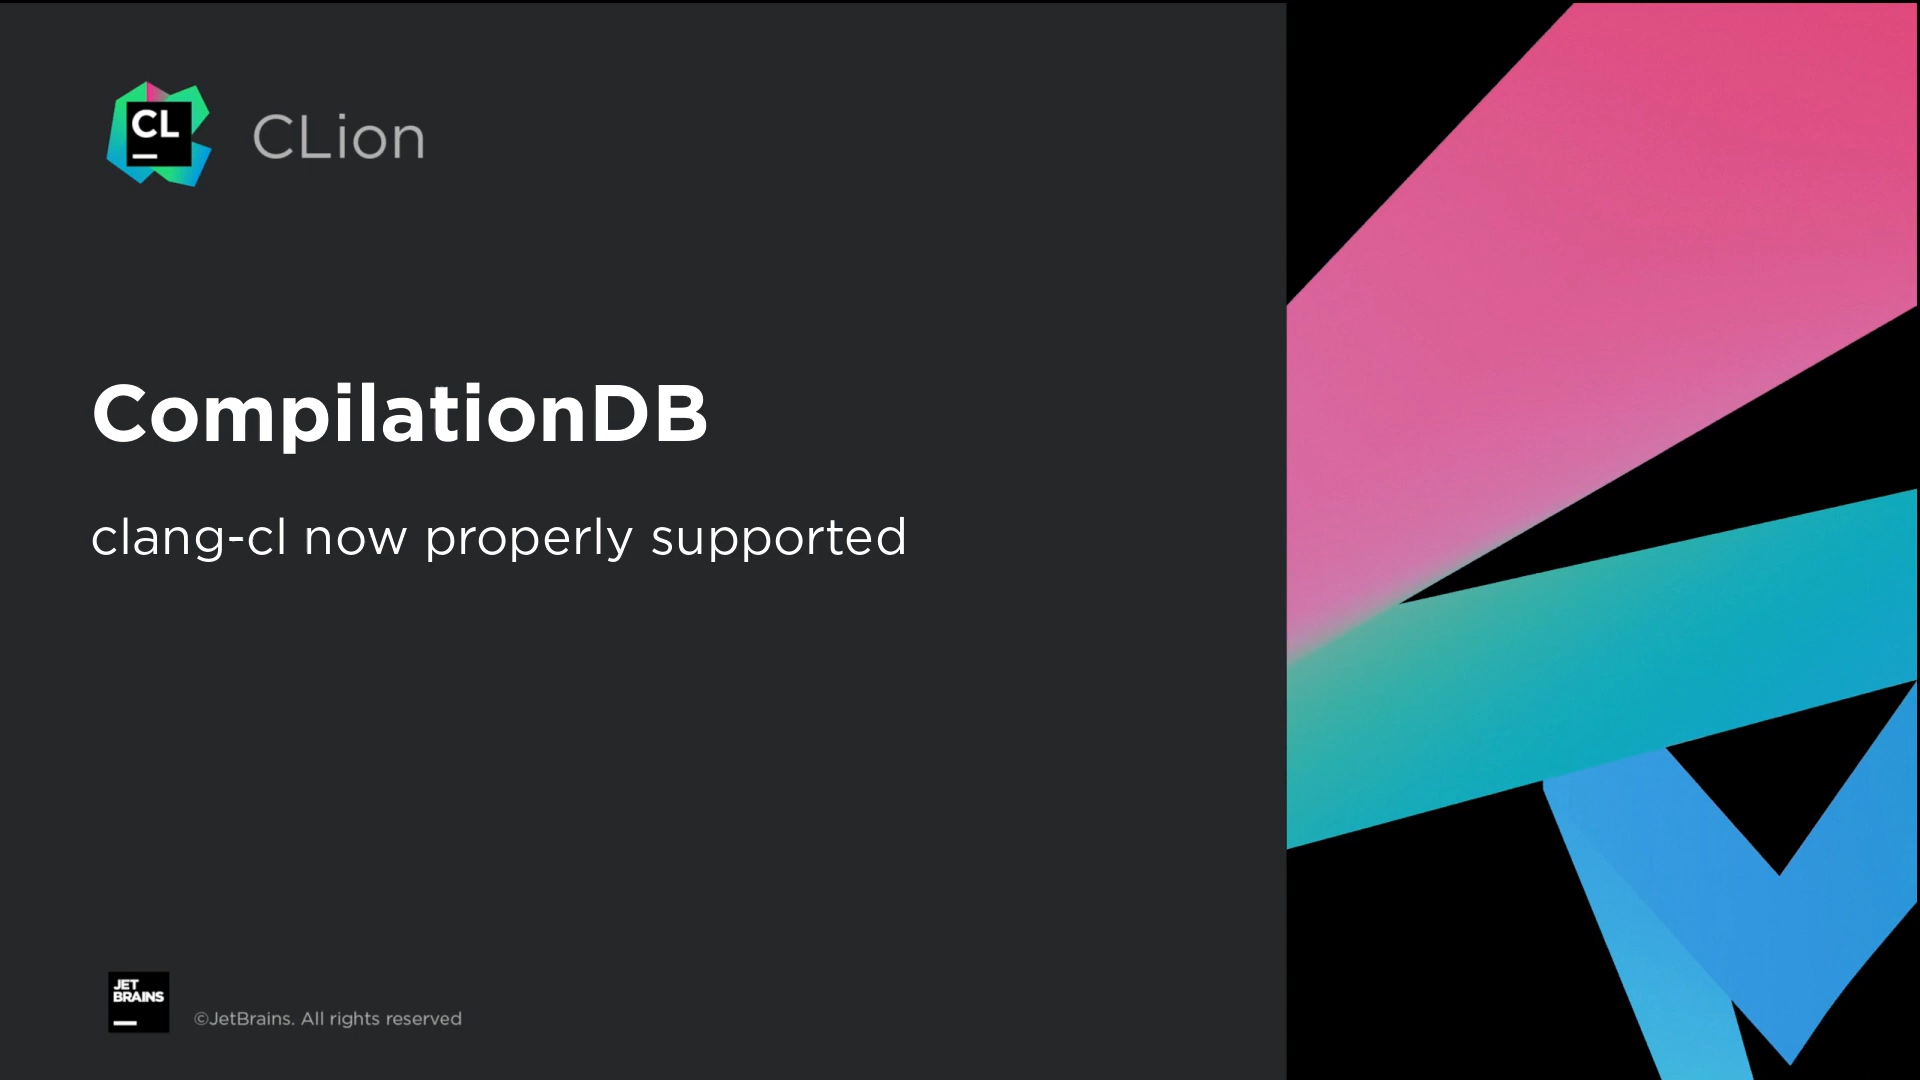 CL
CLion
CompilationDB
clang-cl now properly supported
JET
BRAINS
©JetBrains. All rights reserved